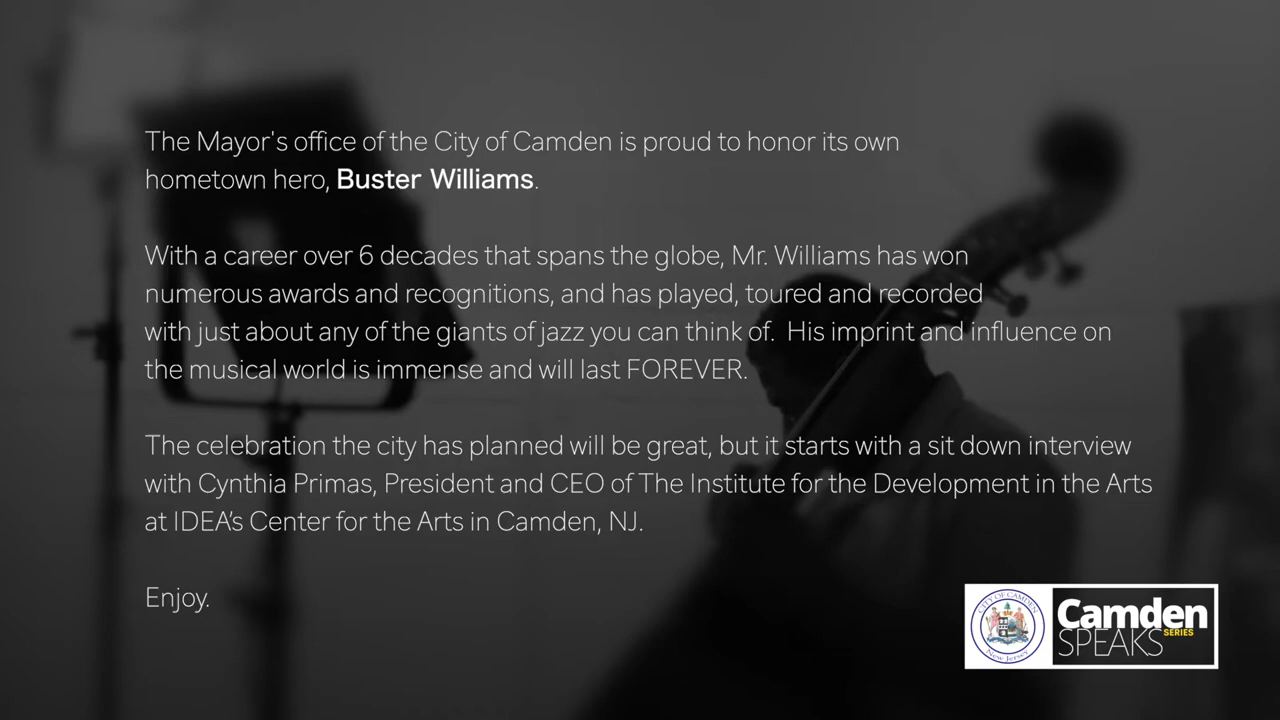 The Mayor's office of the City of Camden is proud to honor its own
hometown hero, Buster Williams.
With a career over 6 decades that spans the globe, Mr. Williams has won
numerous awards and recognitions, and has played, toured and recorded
with just about any of the giants of jazz you can think of.  His imprint and influence on
the musical world is immense and will last FOREVER.
The celebration the city has planned will be great, but it starts with a sit down interview
with Cynthia Primas, President and CEO of The Institute for the Development in the Arts
at IDEA’s Center for the Arts in Camden, NJ.
Enjoy.
CITY OF CAMDEN
New Jersey
Camden
SPEAKS SERIES